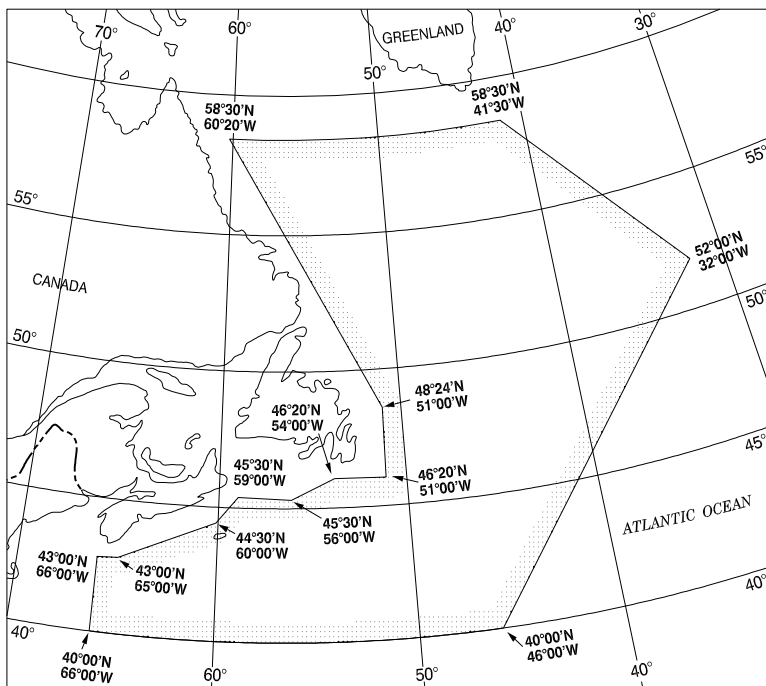 70°
60°
GREENLAND
40°
30°
50°
58°30'N
60°20'W
58°30'N
41°30'W
55°
55°
52°00'N
32°00'W
CANADA
50°
50°
48°24'N
51°00'W
46°20'N
54°00'W
45°
45°30'N
59°00'W
46°20'N
51°00'W
45°30'N
56°00'W
ATLANTIC OCEAN
44°30'N
60°00'W
43°00'N
66°00'W
43°00'N
65°00'W
40°
40°
40°00'N
66°00'W
40°00'N
46°00'W
60°
50°
40°